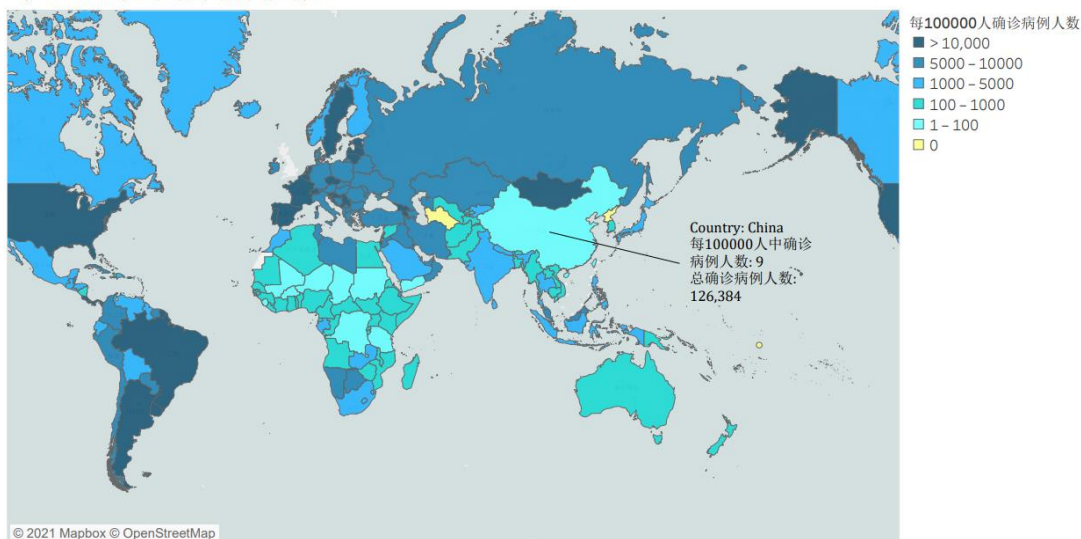 每100000人确诊病例人数
> 10,000
5000 – 10000
1000 – 5000
100 – 1000
1 – 100
0
Country: China
每100000人中确诊
病例人数: 9
总确诊病例人数:
126,384
© 2021 Mapbox © OpenStreetMap